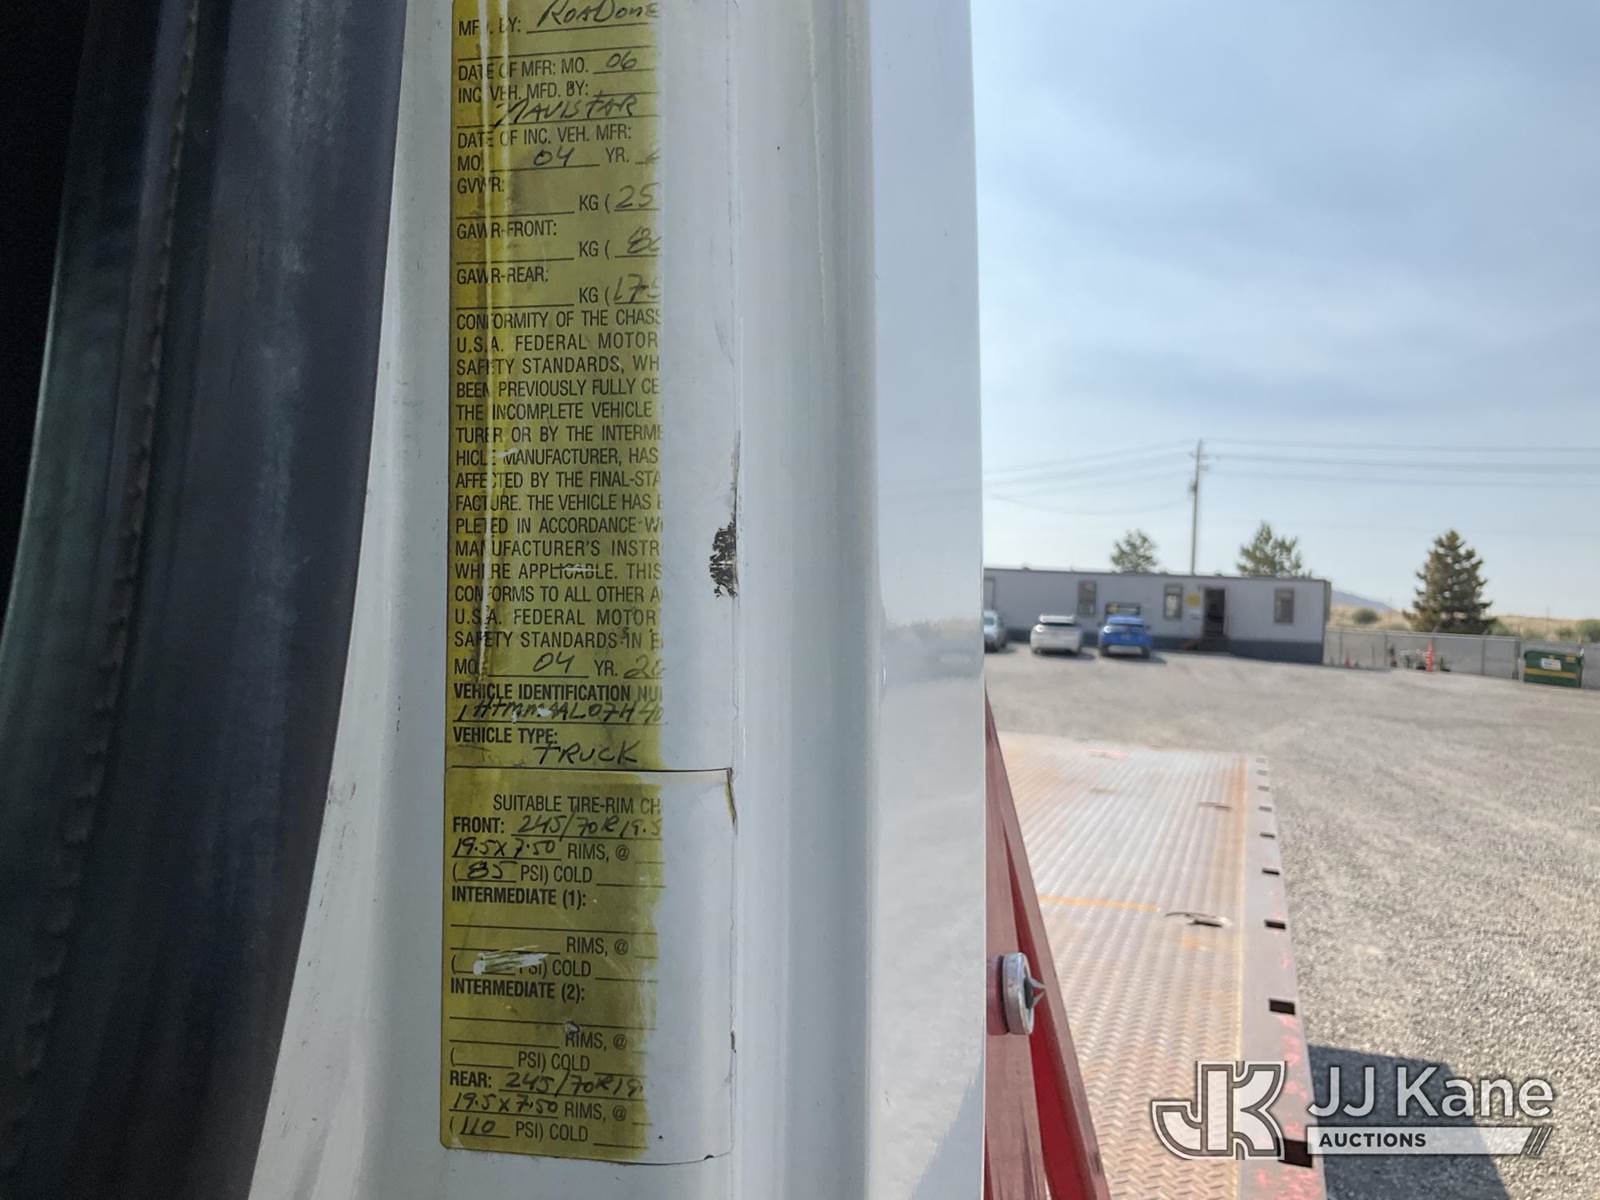 MFD. BY: ROADONE
DATE OF MFR: MO. 06
INC. VEH. MFD. BY:
NAVISTAR
DATE OF INC. VEH. MFR:
MO. 04 YR.
GVWR:
KG ( 25
GAWR-FRONT:
KG ( 80
GAWR-REAR:
KG ( 175
CONFORMITY OF THE CHASS
U.S.A. FEDERAL MOTOR
SAFETY STANDARDS, WH
BEEN PREVIOUSLY FULLY CE
THE INCOMPLETE VEHICLE
TURER OR BY THE INTERME
HICLE MANUFACTURER, HAS
AFFECTED BY THE FINAL-STA
FACTURE. THE VEHICLE HAS
PLETED IN ACCORDANCE W
MANUFACTURER'S INSTR
WHERE APPLICABLE. THIS
CONFORMS TO ALL OTHER A
U.S.A. FEDERAL MOTOR
SAFETY STANDARDS IN E
MO. 04 YR. 20
VEHICLE IDENTIFICATION NU
1HTMMAAL07H40
VEHICLE TYPE:
TRUCK
SUITABLE TIRE-RIM CH
FRONT: 245/70R19.5
19.5X7.50 RIMS, @
( 85 PSI) COLD
INTERMEDIATE (1):
RIMS, @
( PSI) COLD
INTERMEDIATE (2):
RIMS, @
( PSI) COLD
REAR: 245/70R19.
19.5X7.50 RIMS, @
( 110 PSI) COLD
JK JJ Kane
AUCTIONS